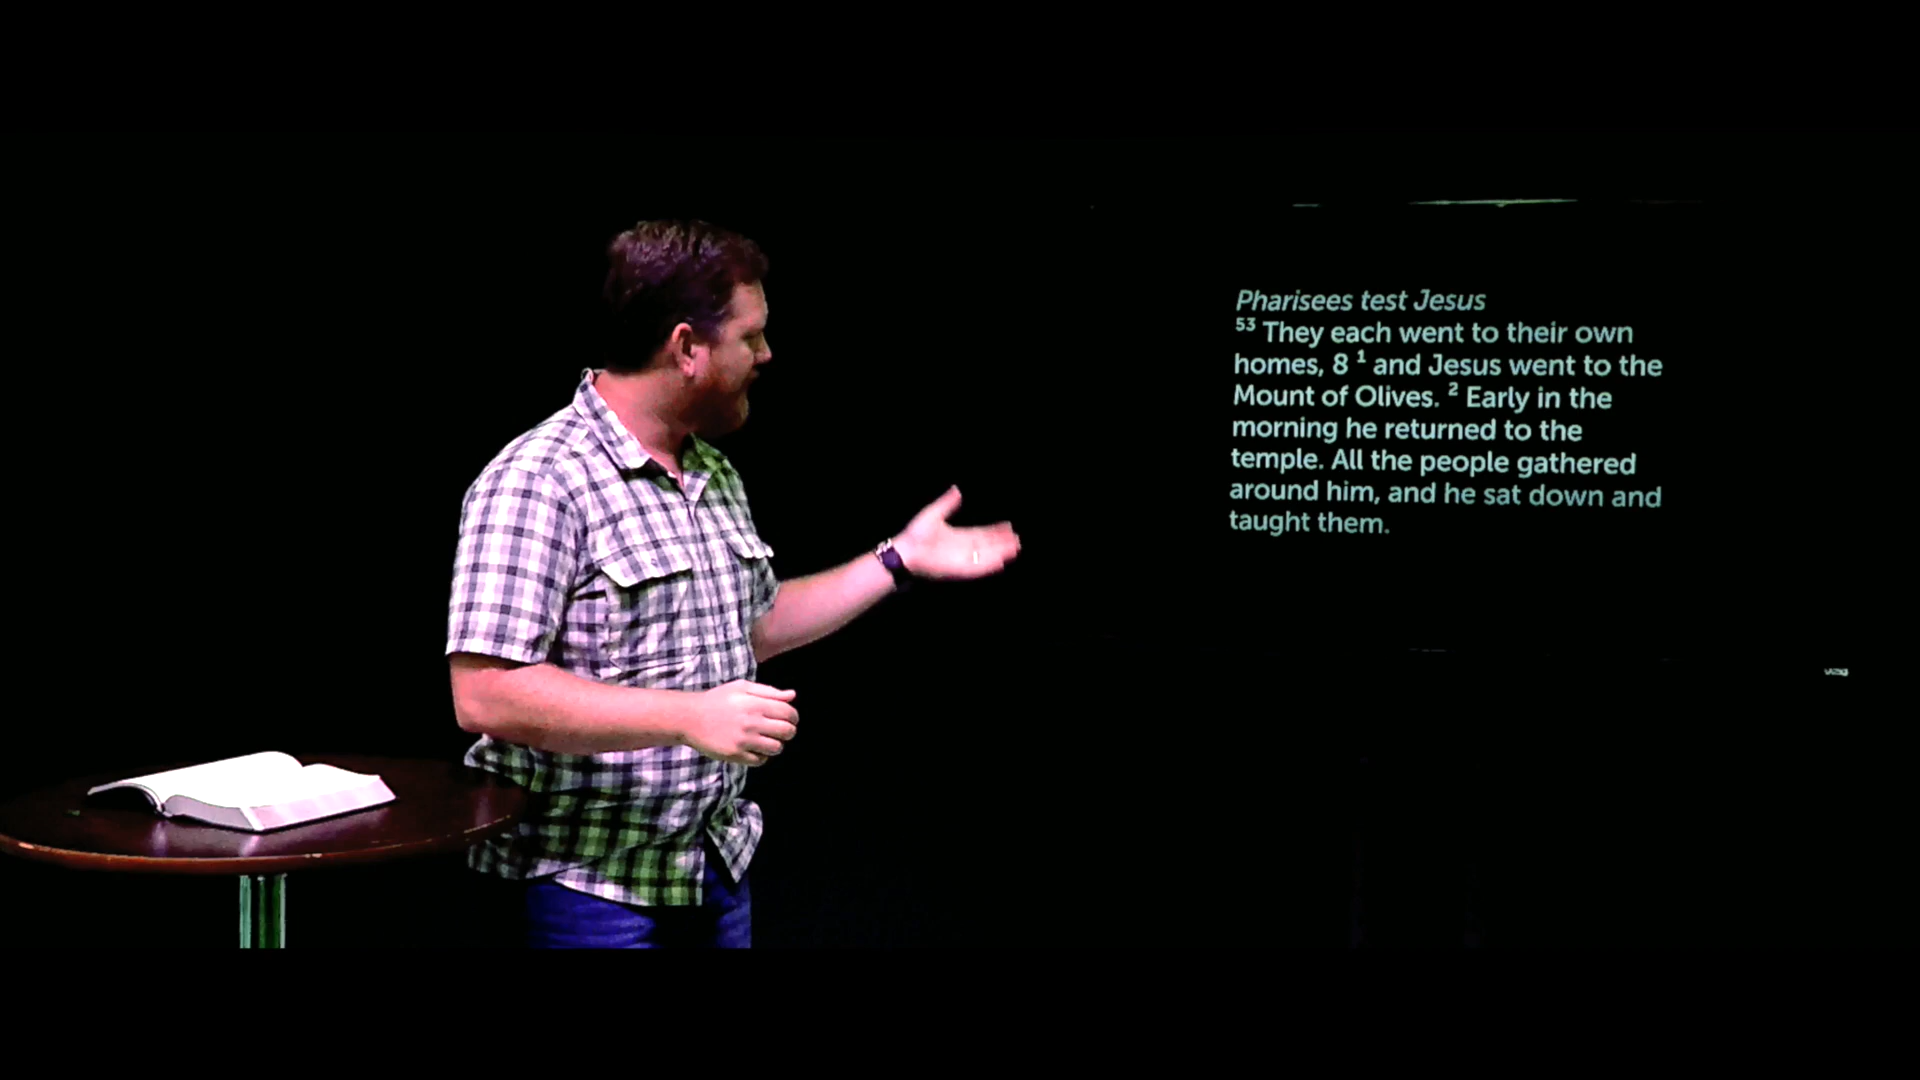 Pharisees test Jesus
53 They each went to their own
homes, 8 1 and Jesus went to the
Mount of Olives. 2 Early in the
morning he returned to the
temple. All the people gathered
around him, and he sat down and
taught them.